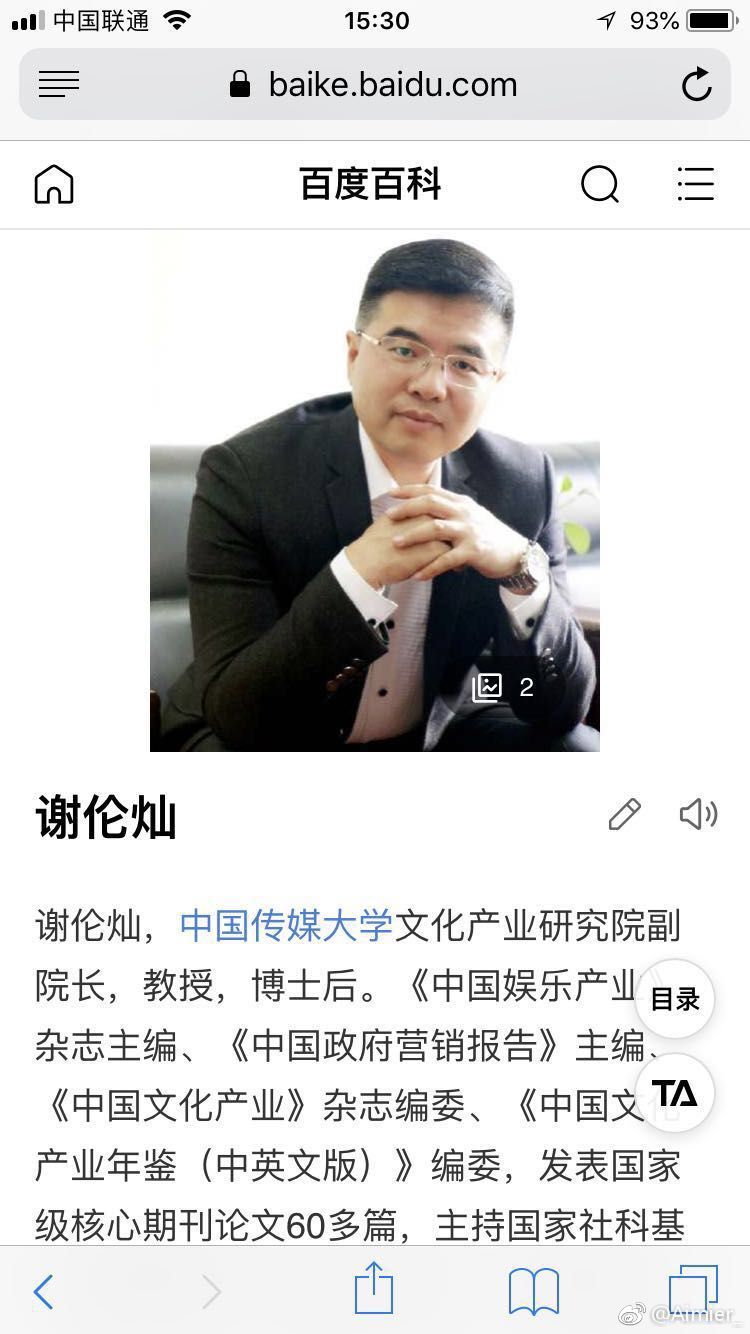 中国联通
15:30
93%
baike.baidu.com
百度百科
2
谢伦灿
谢伦灿，中国传媒大学文化产业研究院副
院长，教授，博士后。《中国娱乐产业》
杂志主编、《中国政府营销报告》主编、
《中国文化产业》杂志编委、《中国文化
产业年鉴（中英文版）》编委，发表国家
级核心期刊论文60多篇，主持国家社科基
目录
TA
@Aimier_